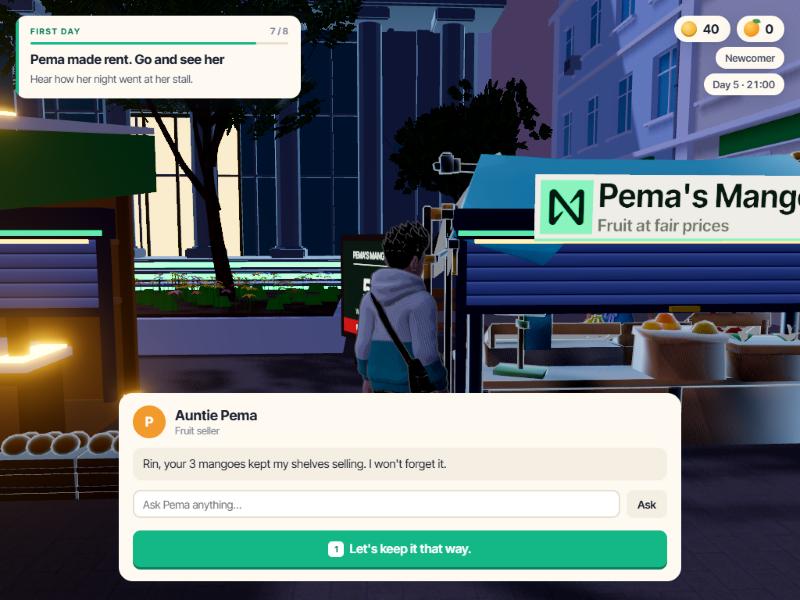 FIRST DAY 7 / 8
Pema made rent. Go and see her
Hear how her night went at her stall.
40 0
Newcomer
Day 5 · 21:00
Pema's Mango
Fruit at fair prices
PEMA'S MANG
P Auntie Pema
Fruit seller
Rin, your 3 mangoes kept my shelves selling. I won't forget it.
Ask Pema anything... Ask
1 Let's keep it that way.